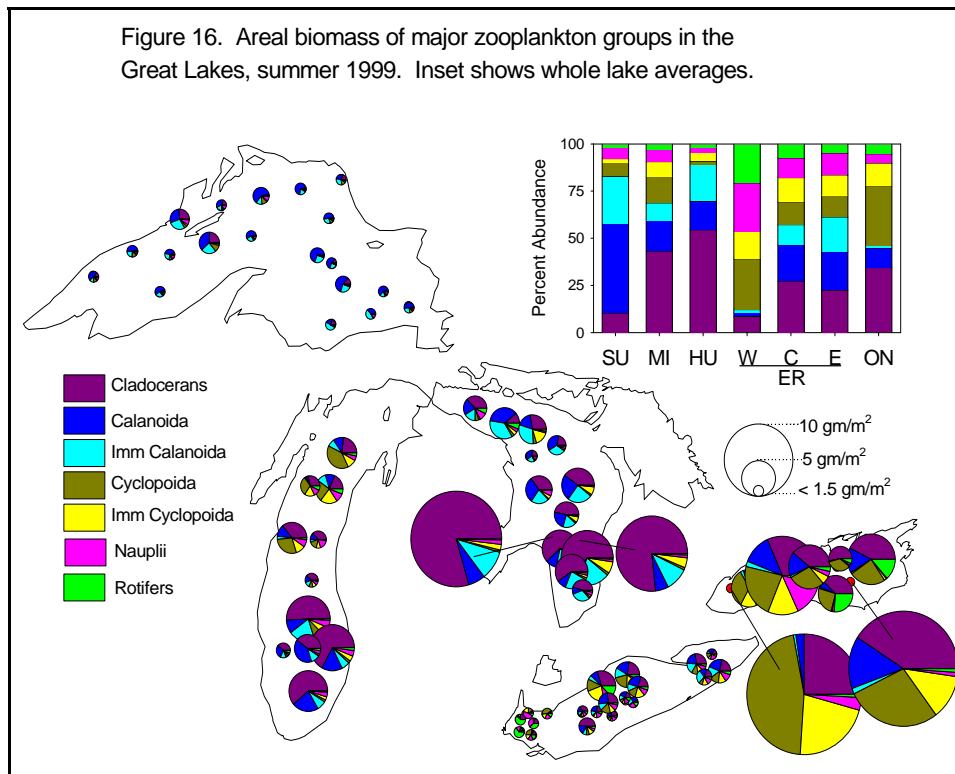 Figure 16. Areal biomass of major zooplankton groups in the
Great Lakes, summer 1999. Inset shows whole lake averages.
100
75
50
25
0
Percent Abundance
SU MI HU W C E ON
ER
Cladocerans
Calanoida
Imm Calanoida
Cyclopoida
Imm Cyclopoida
Nauplii
Rotifers
10 gm/m²
5 gm/m²
< 1.5 gm/m²